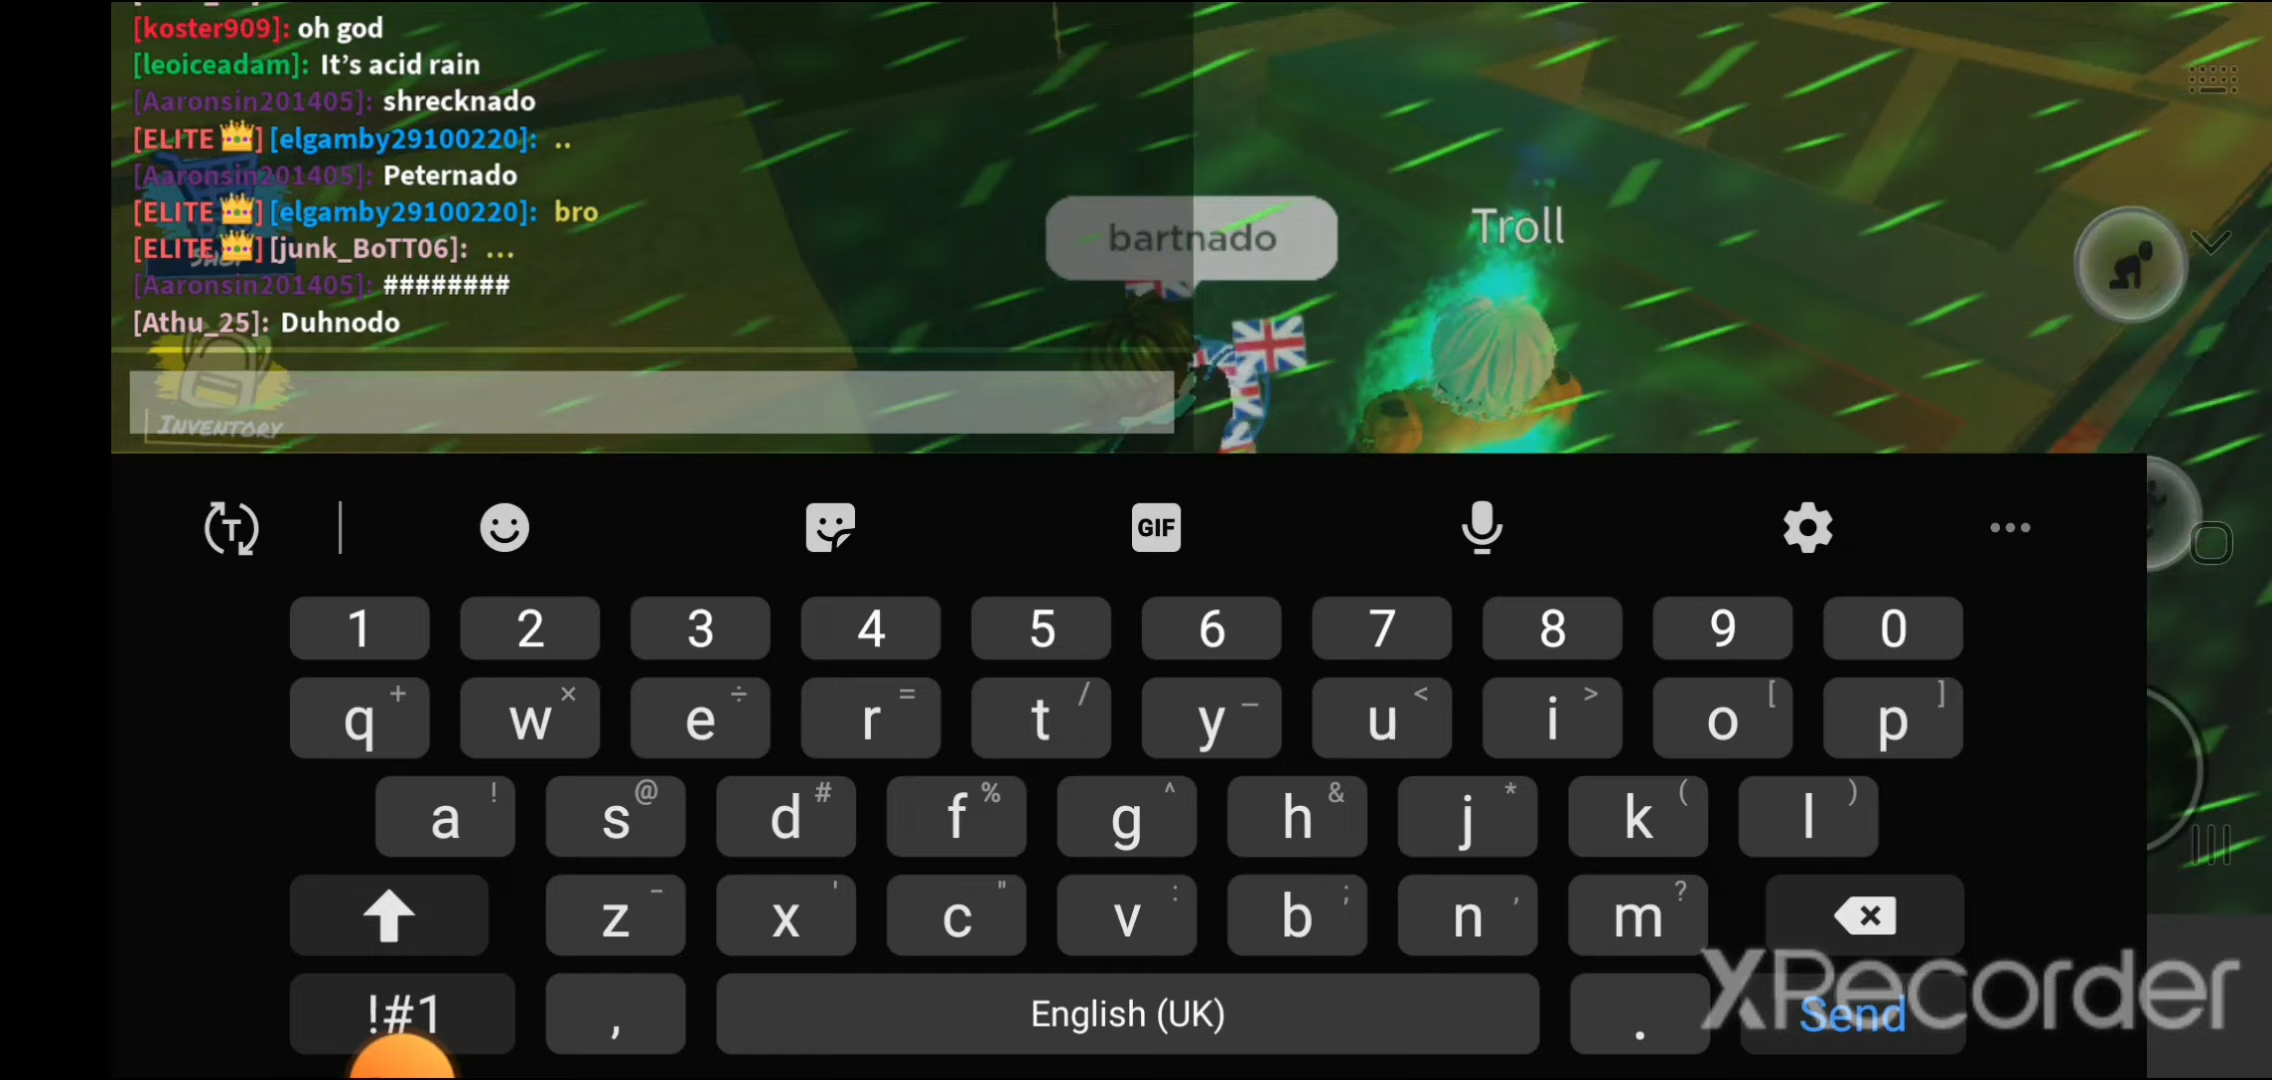 [koster909]: oh god
[leoiceadam]: It's acid rain
[Aaronsin201405]: shrecknado
[ELITE👑][elgamby29100220]: ..
[Aaronsin201405]: Peternado
[ELITE👑][elgamby29100220]: bro
[ELITE👑][junk_BoTT06]: ...
SHOP
[Aaronsin201405]: ########
[Athu_25]: Duhnodo
bartnado
Troll
INVENTORY
T
GIF
1 2 3 4 5 6 7 8 9 0
q + w × e ÷ r = t / y _ u < i > o [ p ]
a ! s @ d # f % g ^ h & j * k ( l )
z - x ' c " v : b ; n , m ?
!#1 , English (UK) . Send
XRecorder